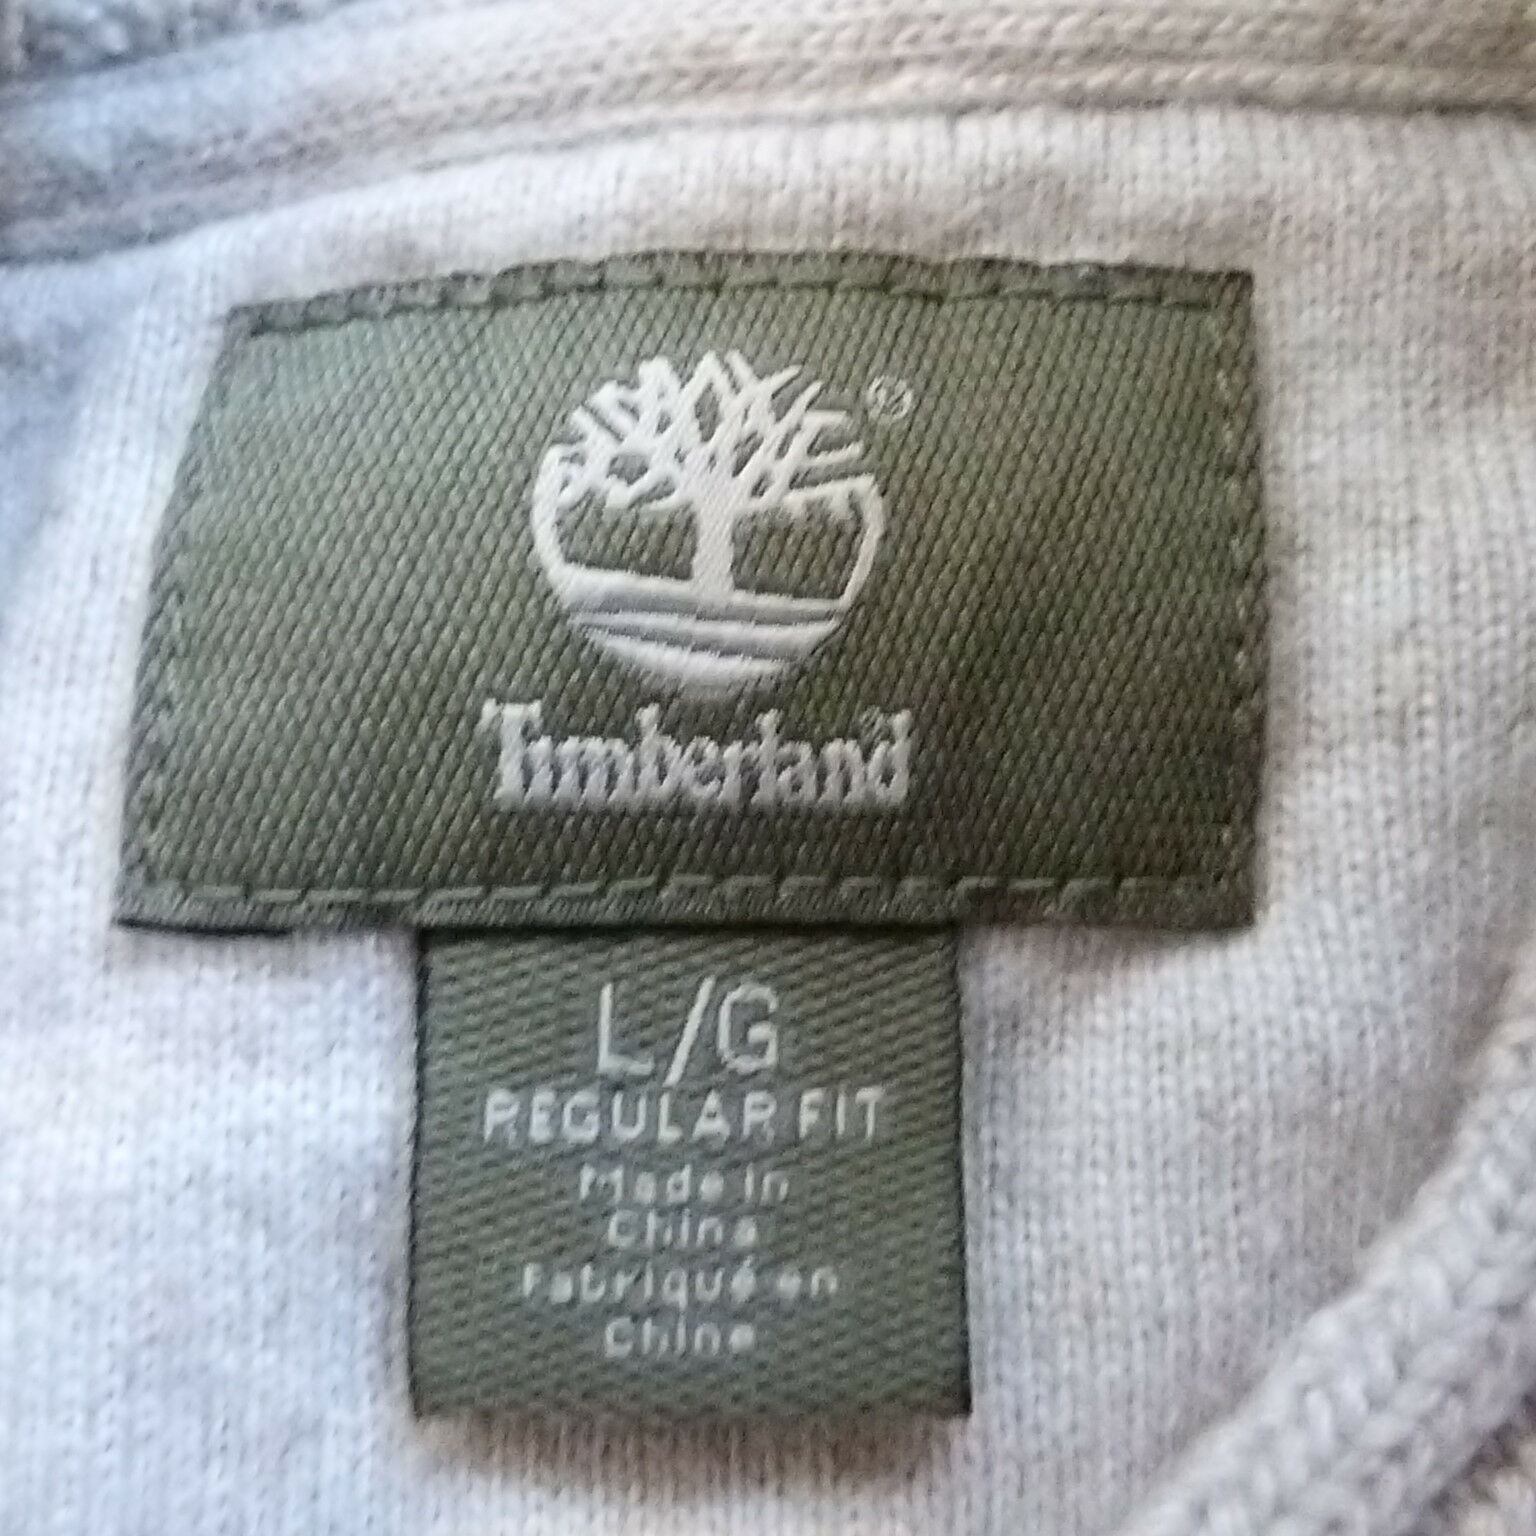 ®
Timberland
L/G
REGULAR FIT
Made in
China
Fabriqué en
Chine